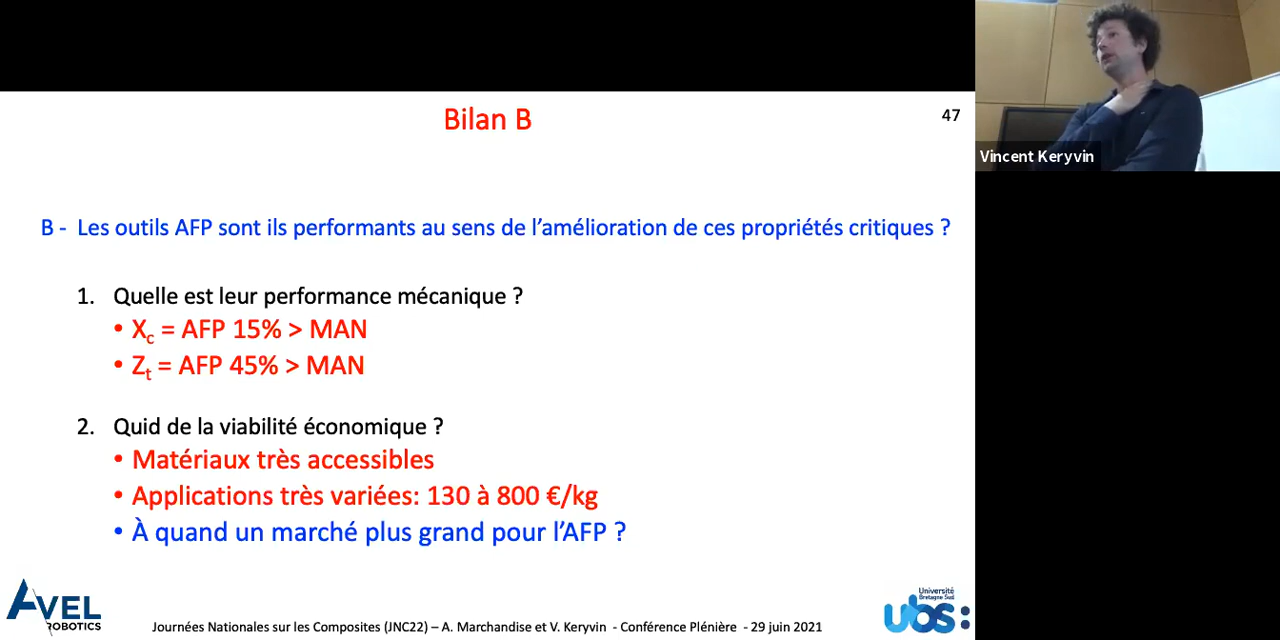 Bilan B
47
Vincent Keryvin
B - Les outils AFP sont ils performants au sens de l'amélioration de ces propriétés critiques ?
1. Quelle est leur performance mécanique ?
• Xc = AFP 15% > MAN
• Zt = AFP 45% > MAN
2. Quid de la viabilité économique ?
• Matériaux très accessibles
• Applications très variées: 130 à 800 €/kg
• À quand un marché plus grand pour l'AFP ?
AVEL
ROBOTICS
Journées Nationales sur les Composites (JNC22) – A. Marchandise et V. Keryvin - Conférence Plénière - 29 juin 2021
Université
Bretagne Sud
ubs: